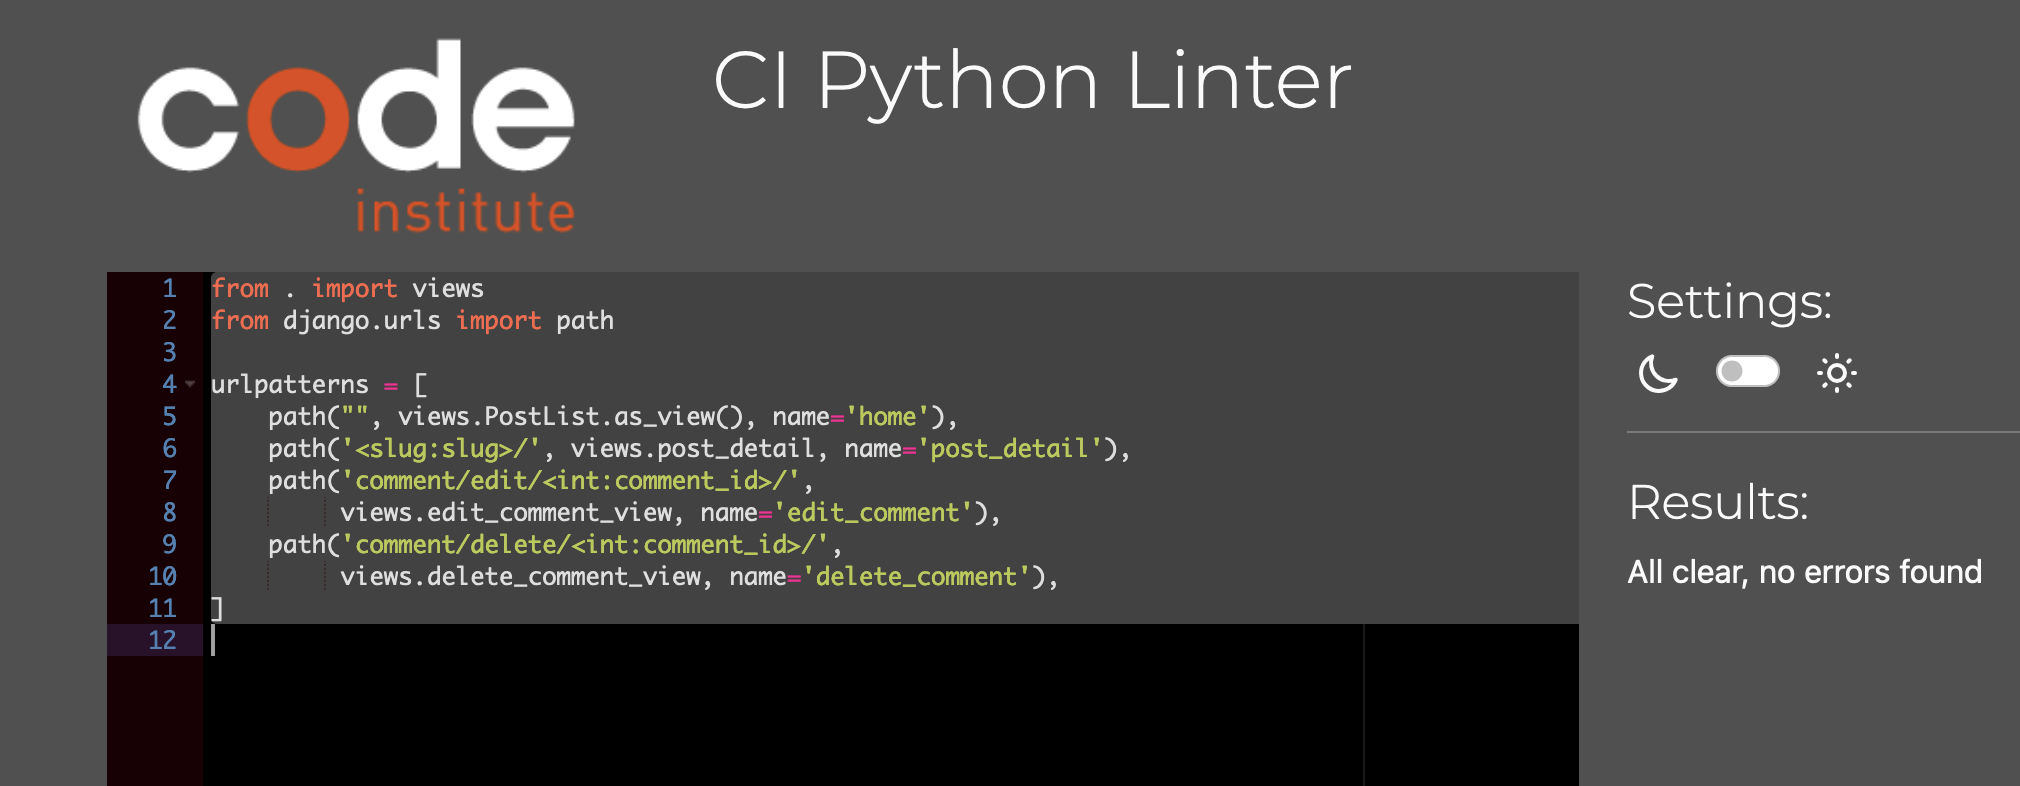 code
institute
CI Python Linter
1 from . import views
2 from django.urls import path
3
4 urlpatterns = [
5     path("", views.PostList.as_view(), name='home'),
6     path('<slug:slug>/', views.post_detail, name='post_detail'),
7     path('comment/edit/<int:comment_id>/',
8          views.edit_comment_view, name='edit_comment'),
9     path('comment/delete/<int:comment_id>/',
10          views.delete_comment_view, name='delete_comment'),
11 ]
12
Settings:
Results:
All clear, no errors found